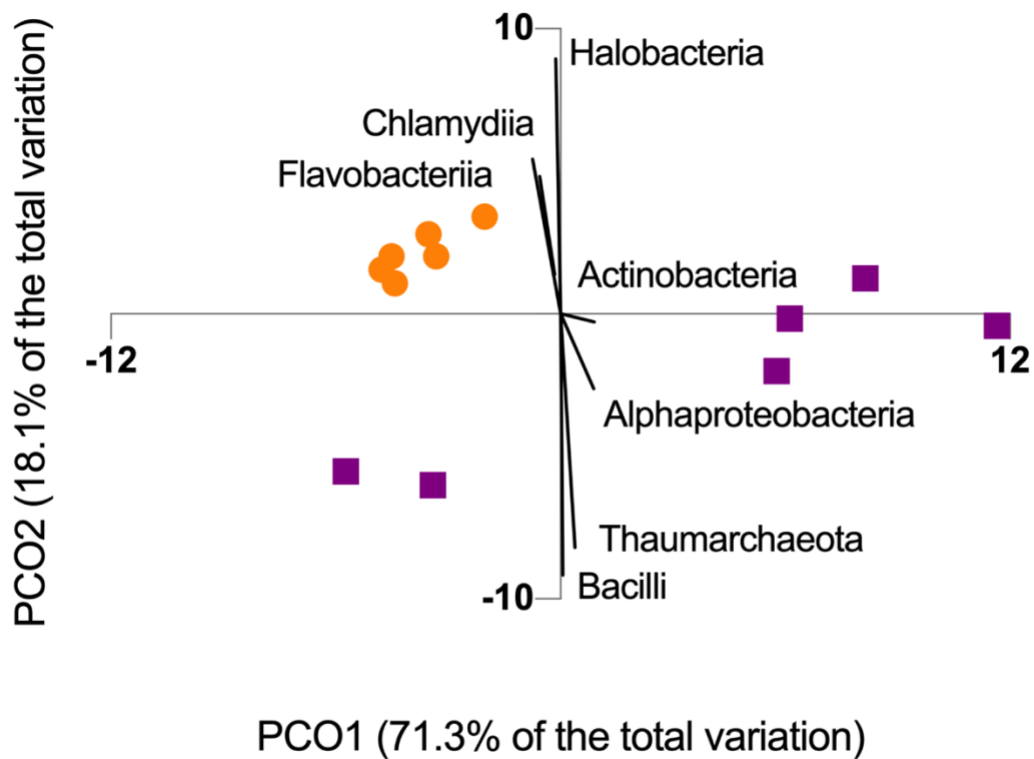 10
Halobacteria
Chlamydiia
Flavobacteriia
Actinobacteria
-12
12
Alphaproteobacteria
Thaumarchaeota
-10
Bacilli
PCO2 (18.1% of the total variation)
PCO1 (71.3% of the total variation)